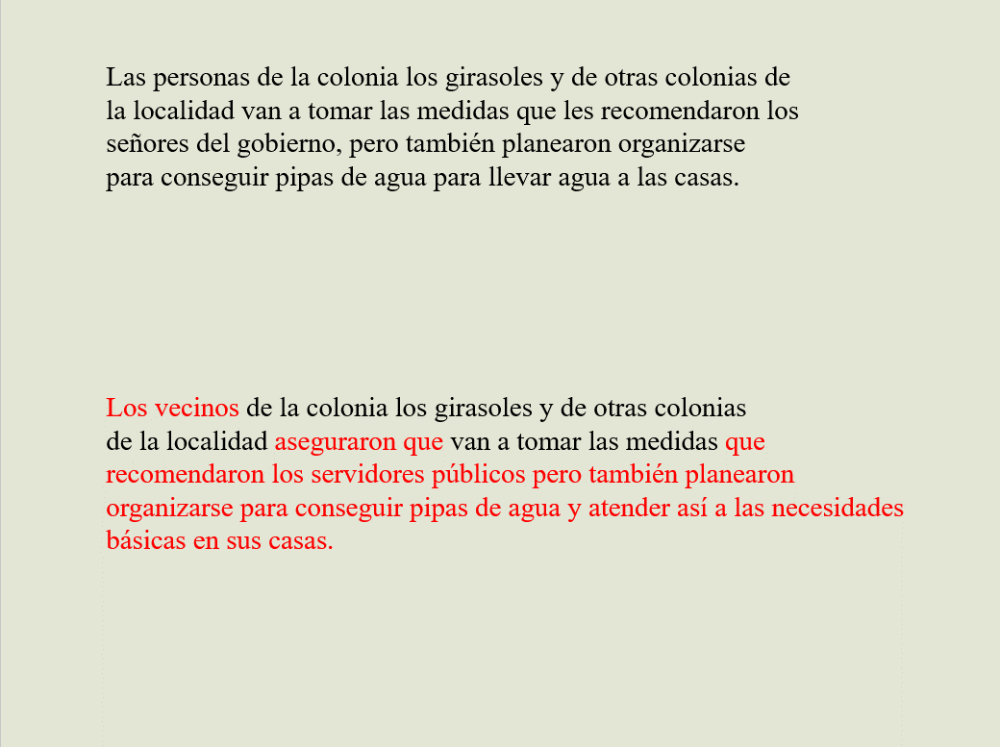 Las personas de la colonia los girasoles y de otras colonias de
la localidad van a tomar las medidas que les recomendaron los
señores del gobierno, pero también planearon organizarse
para conseguir pipas de agua para llevar agua a las casas.
Los vecinos de la colonia los girasoles y de otras colonias
de la localidad aseguraron que van a tomar las medidas que
recomendaron los servidores públicos pero también planearon
organizarse para conseguir pipas de agua y atender así a las necesidades
básicas en sus casas.